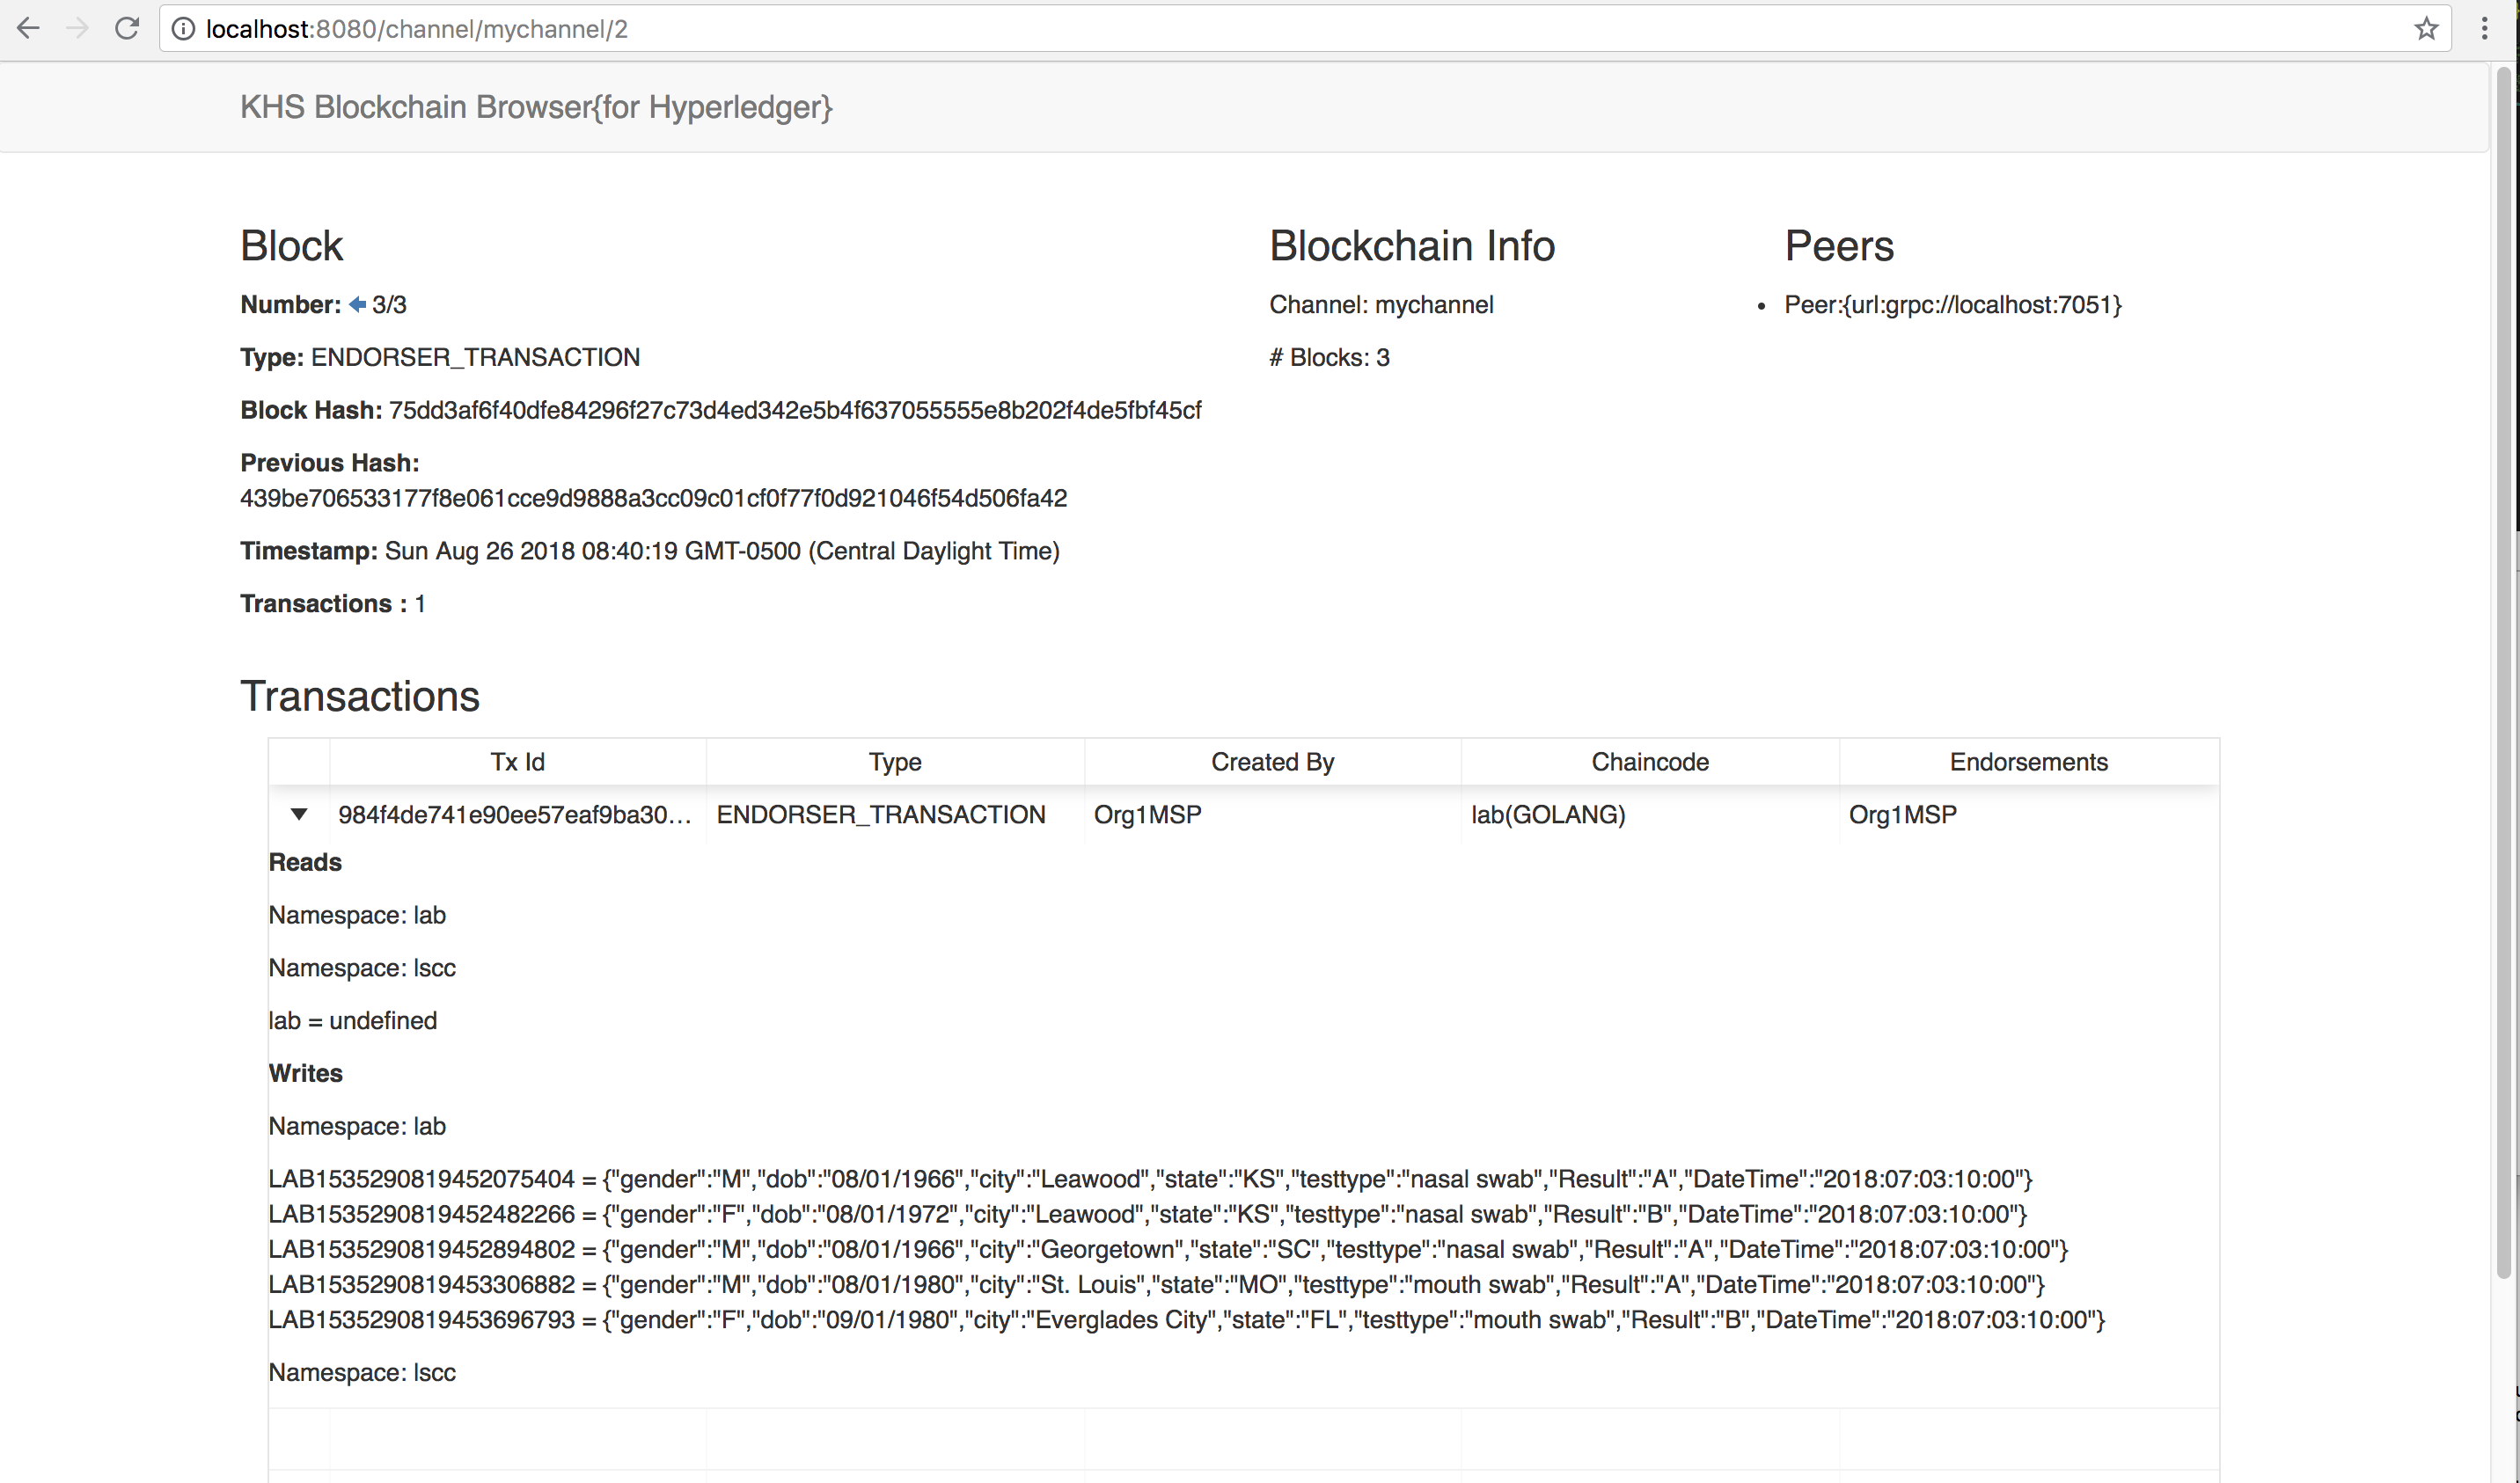 localhost:8080/channel/mychannel/2
KHS Blockchain Browser{for Hyperledger}
Block
Number: 3/3
Type: ENDORSER_TRANSACTION
Block Hash: 75dd3af6f40dfe84296f27c73d4ed342e5b4f637055555e8b202f4de5fbf45cf
Previous Hash:
439be706533177f8e061cce9d9888a3cc09c01cf0f77f0d921046f54d506fa42
Timestamp: Sun Aug 26 2018 08:40:19 GMT-0500 (Central Daylight Time)
Transactions : 1
Blockchain Info
Channel: mychannel
# Blocks: 3
Peers
• Peer:{url:grpc://localhost:7051}
Transactions
Tx Id Type Created By Chaincode Endorsements
984f4de741e90ee57eaf9ba30... ENDORSER_TRANSACTION Org1MSP lab(GOLANG) Org1MSP
Reads
Namespace: lab
Namespace: lscc
lab = undefined
Writes
Namespace: lab
LAB1535290819452075404 = {"gender":"M","dob":"08/01/1966","city":"Leawood","state":"KS","testtype":"nasal swab","Result":"A","DateTime":"2018:07:03:10:00"}
LAB1535290819452482266 = {"gender":"F","dob":"08/01/1972","city":"Leawood","state":"KS","testtype":"nasal swab","Result":"B","DateTime":"2018:07:03:10:00"}
LAB1535290819452894802 = {"gender":"M","dob":"08/01/1966","city":"Georgetown","state":"SC","testtype":"nasal swab","Result":"A","DateTime":"2018:07:03:10:00"}
LAB1535290819453306882 = {"gender":"M","dob":"08/01/1980","city":"St. Louis","state":"MO","testtype":"mouth swab","Result":"A","DateTime":"2018:07:03:10:00"}
LAB1535290819453696793 = {"gender":"F","dob":"09/01/1980","city":"Everglades City","state":"FL","testtype":"mouth swab","Result":"B","DateTime":"2018:07:03:10:00"}
Namespace: lscc